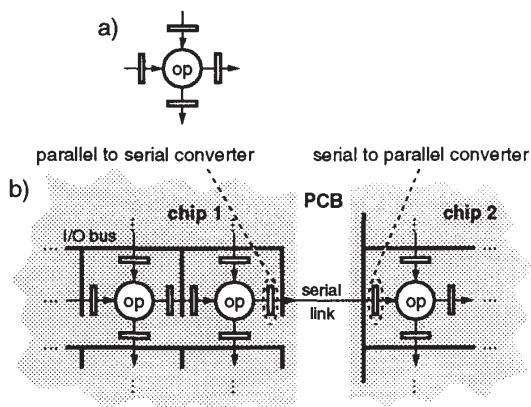 a)
op
parallel to serial converter
serial to parallel converter
b)
PCB
chip 1
chip 2
I/O bus
op
op
serial
link
op